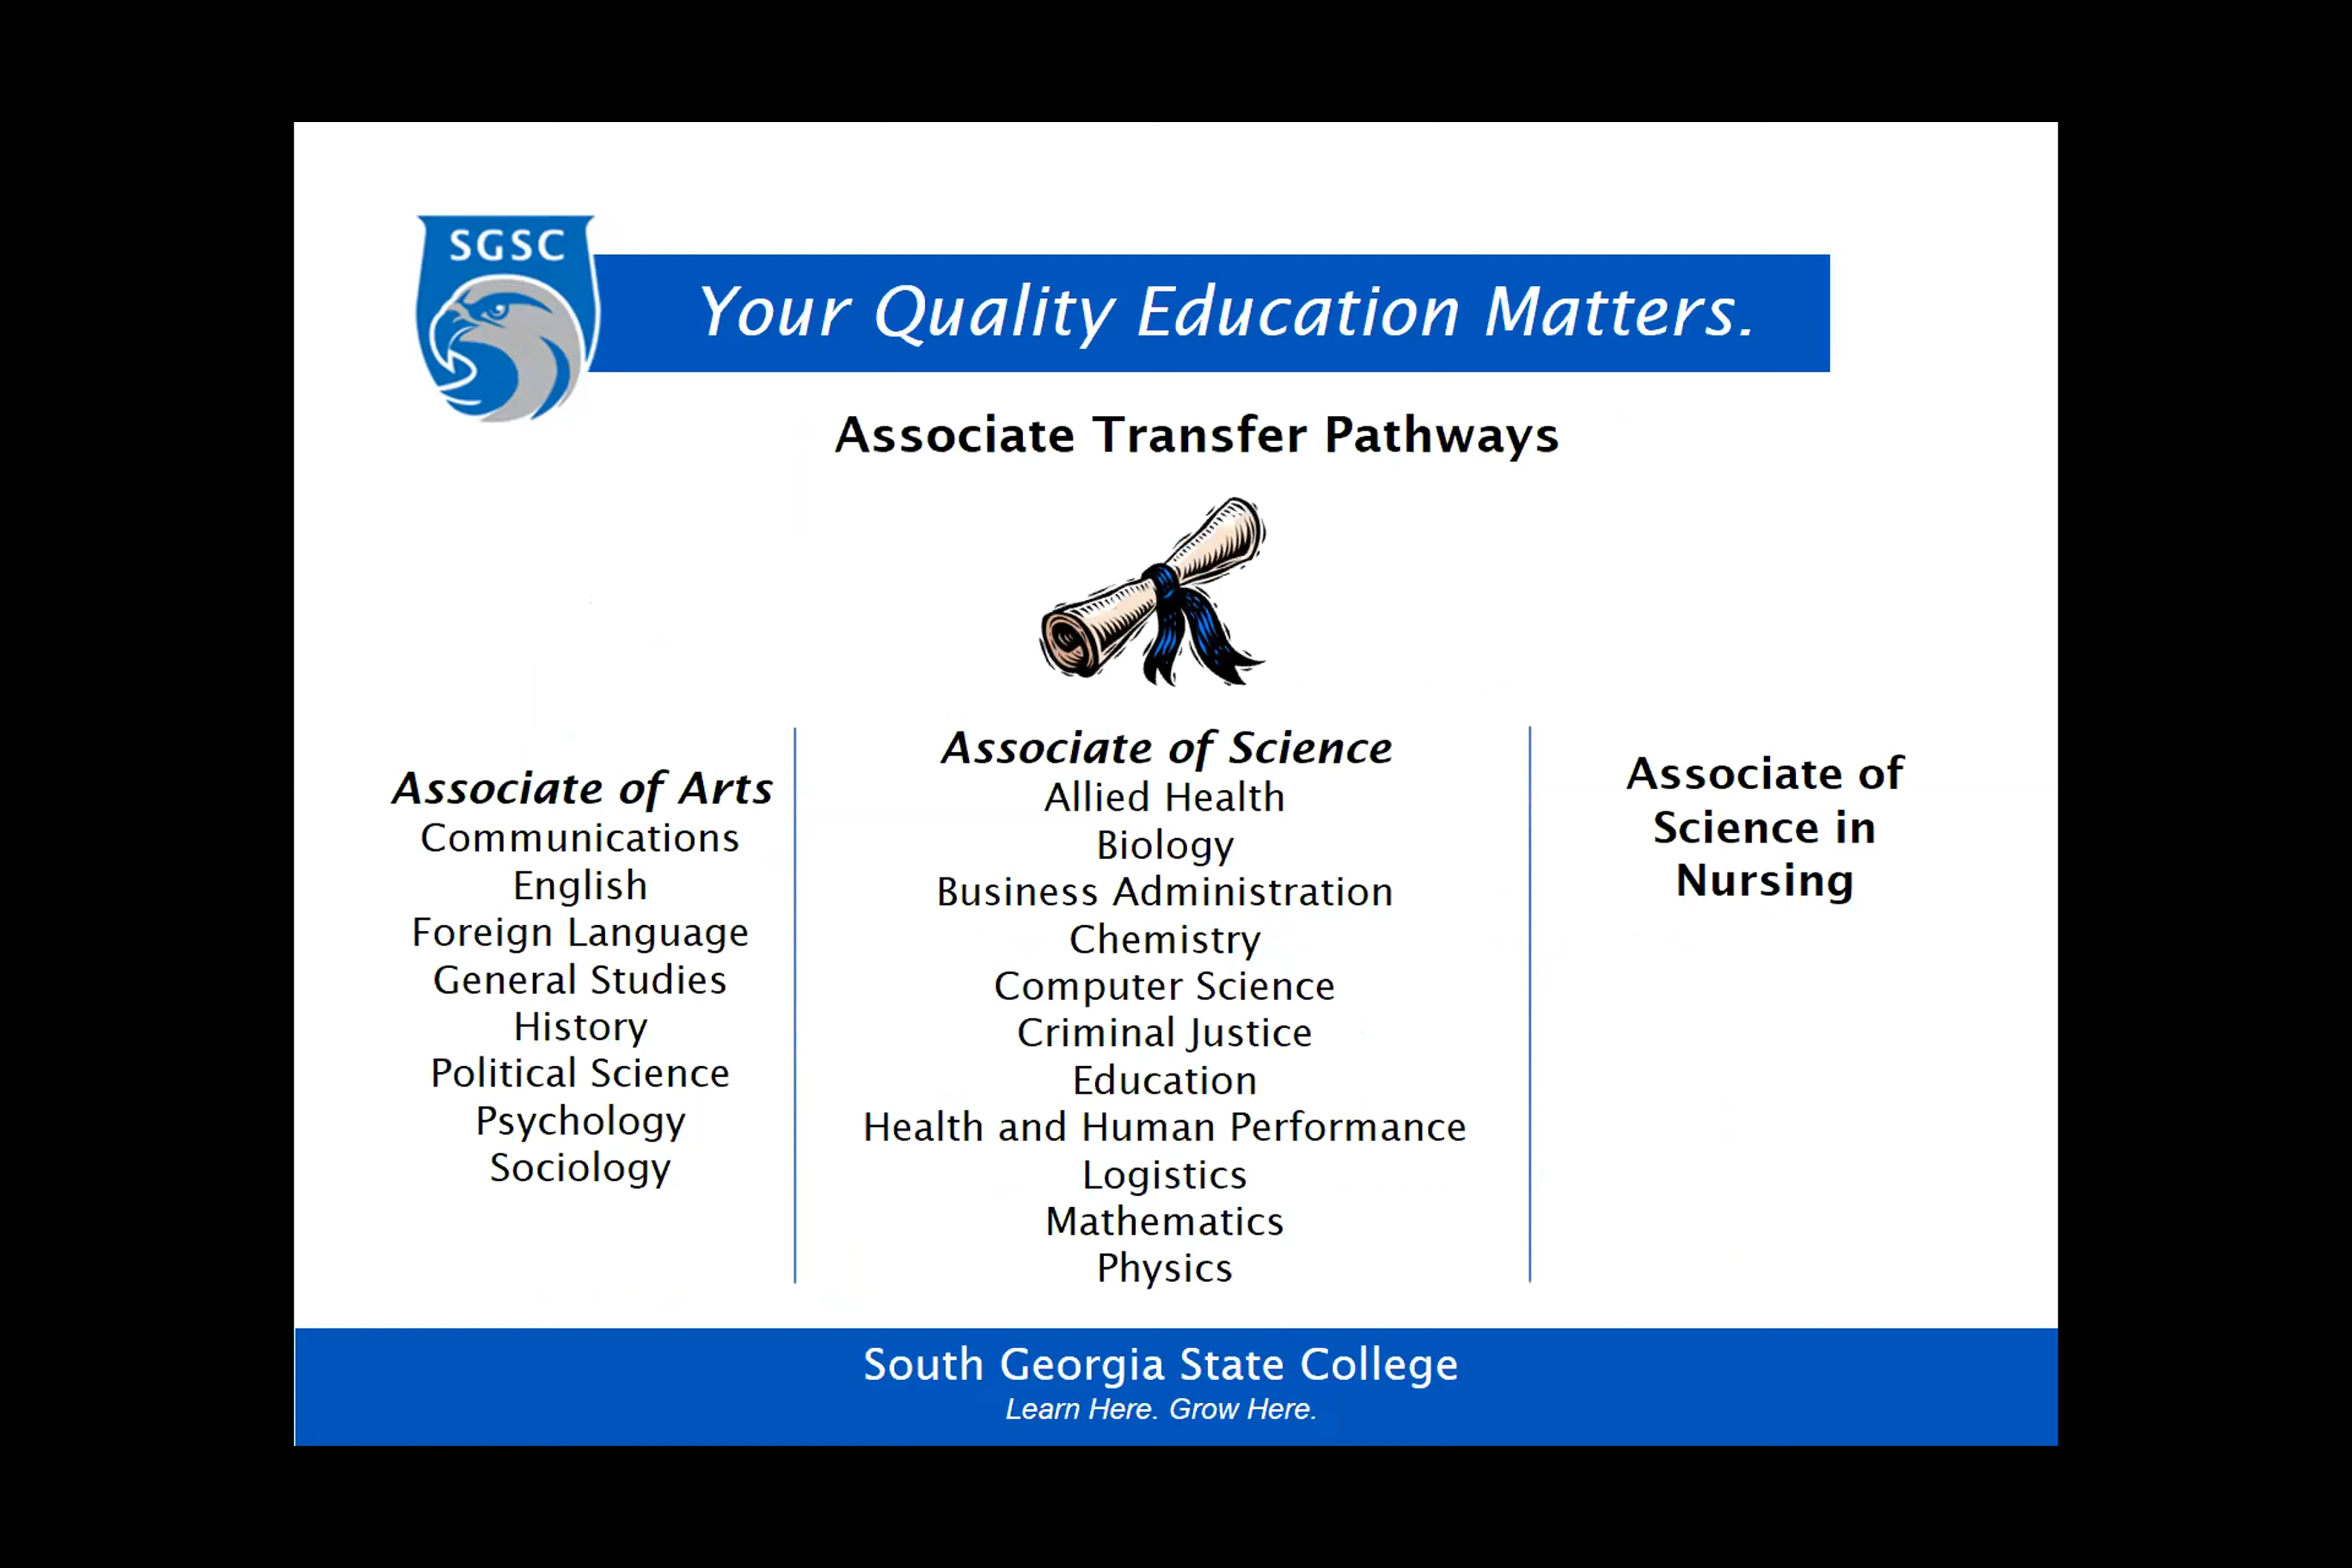 SGSC
Your Quality Education Matters.
Associate Transfer Pathways
Associate of Arts
Communications
English
Foreign Language
General Studies
History
Political Science
Psychology
Sociology
Associate of Science
Allied Health
Biology
Business Administration
Chemistry
Computer Science
Criminal Justice
Education
Health and Human Performance
Logistics
Mathematics
Physics
Associate of
Science in
Nursing
South Georgia State College
Learn Here. Grow Here.